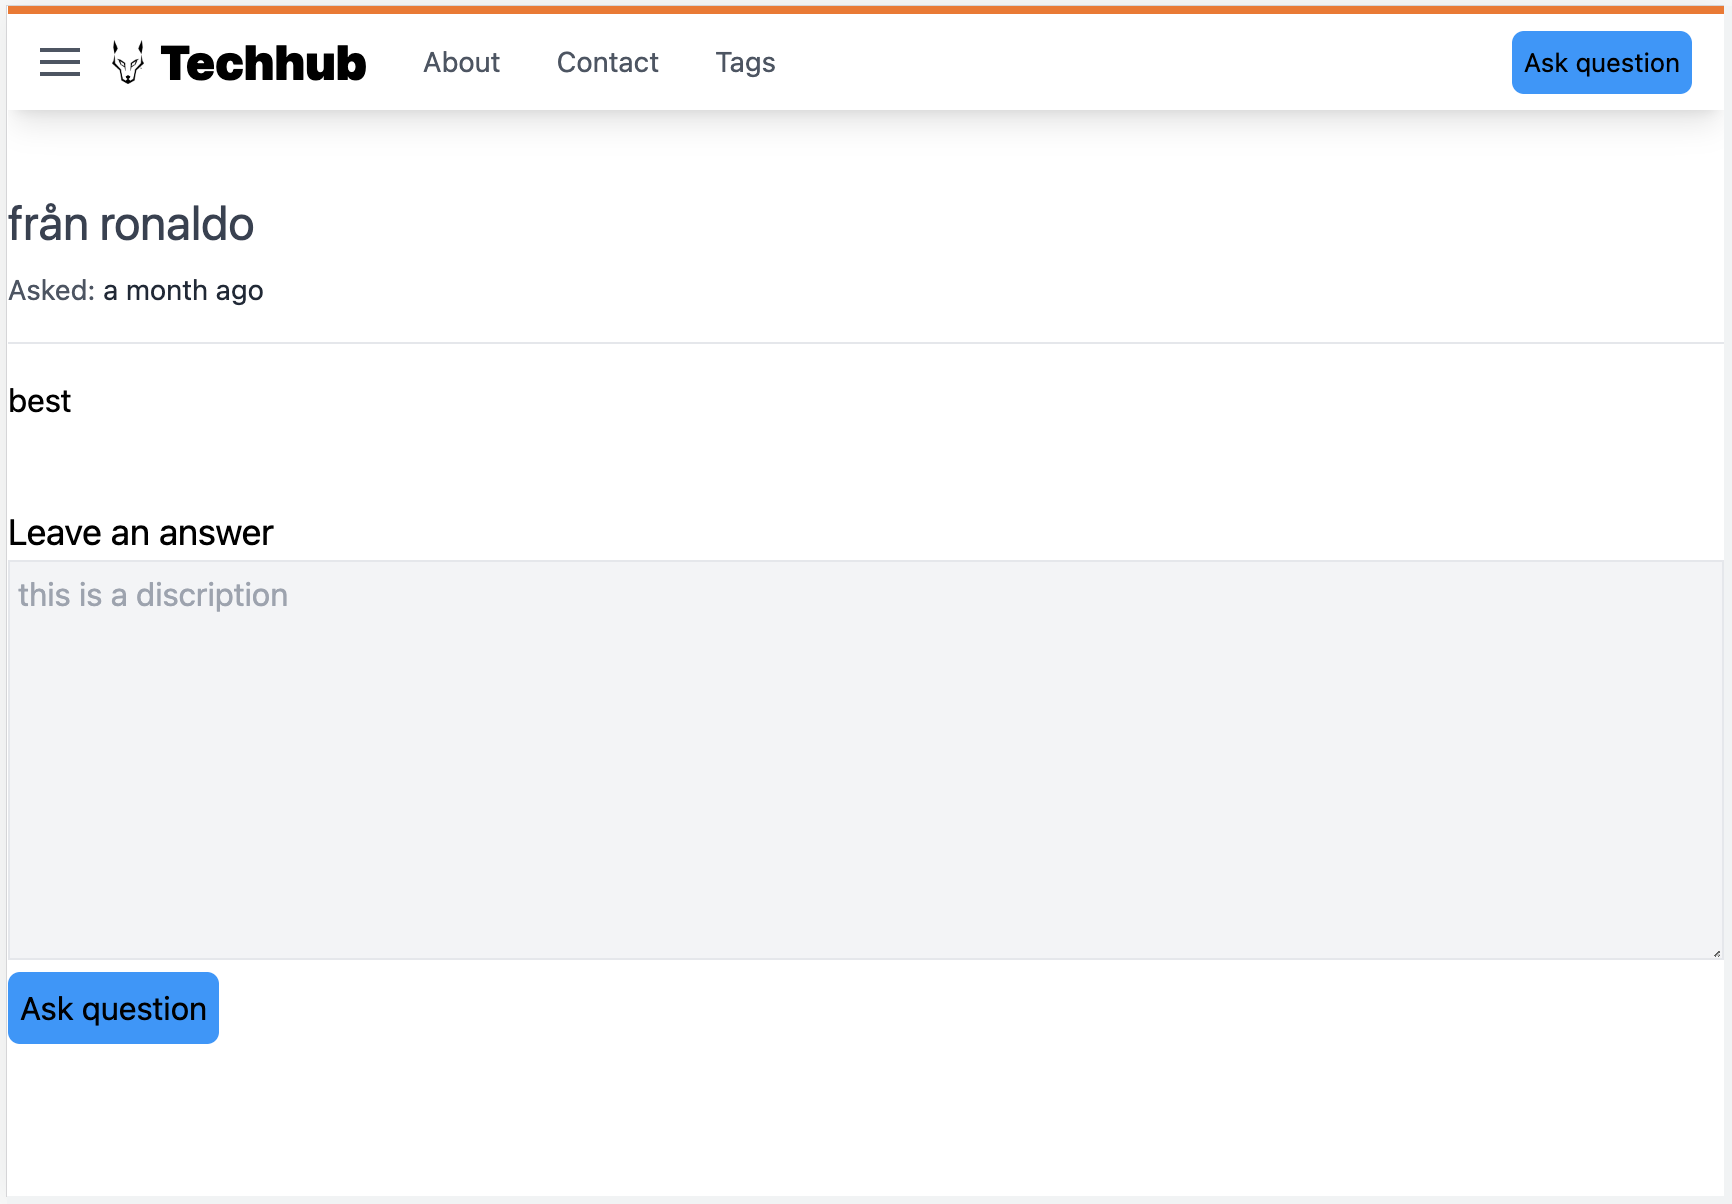 Techhub About Contact Tags Ask question
från ronaldo
Asked: a month ago
best
Leave an answer
this is a discription
Ask question